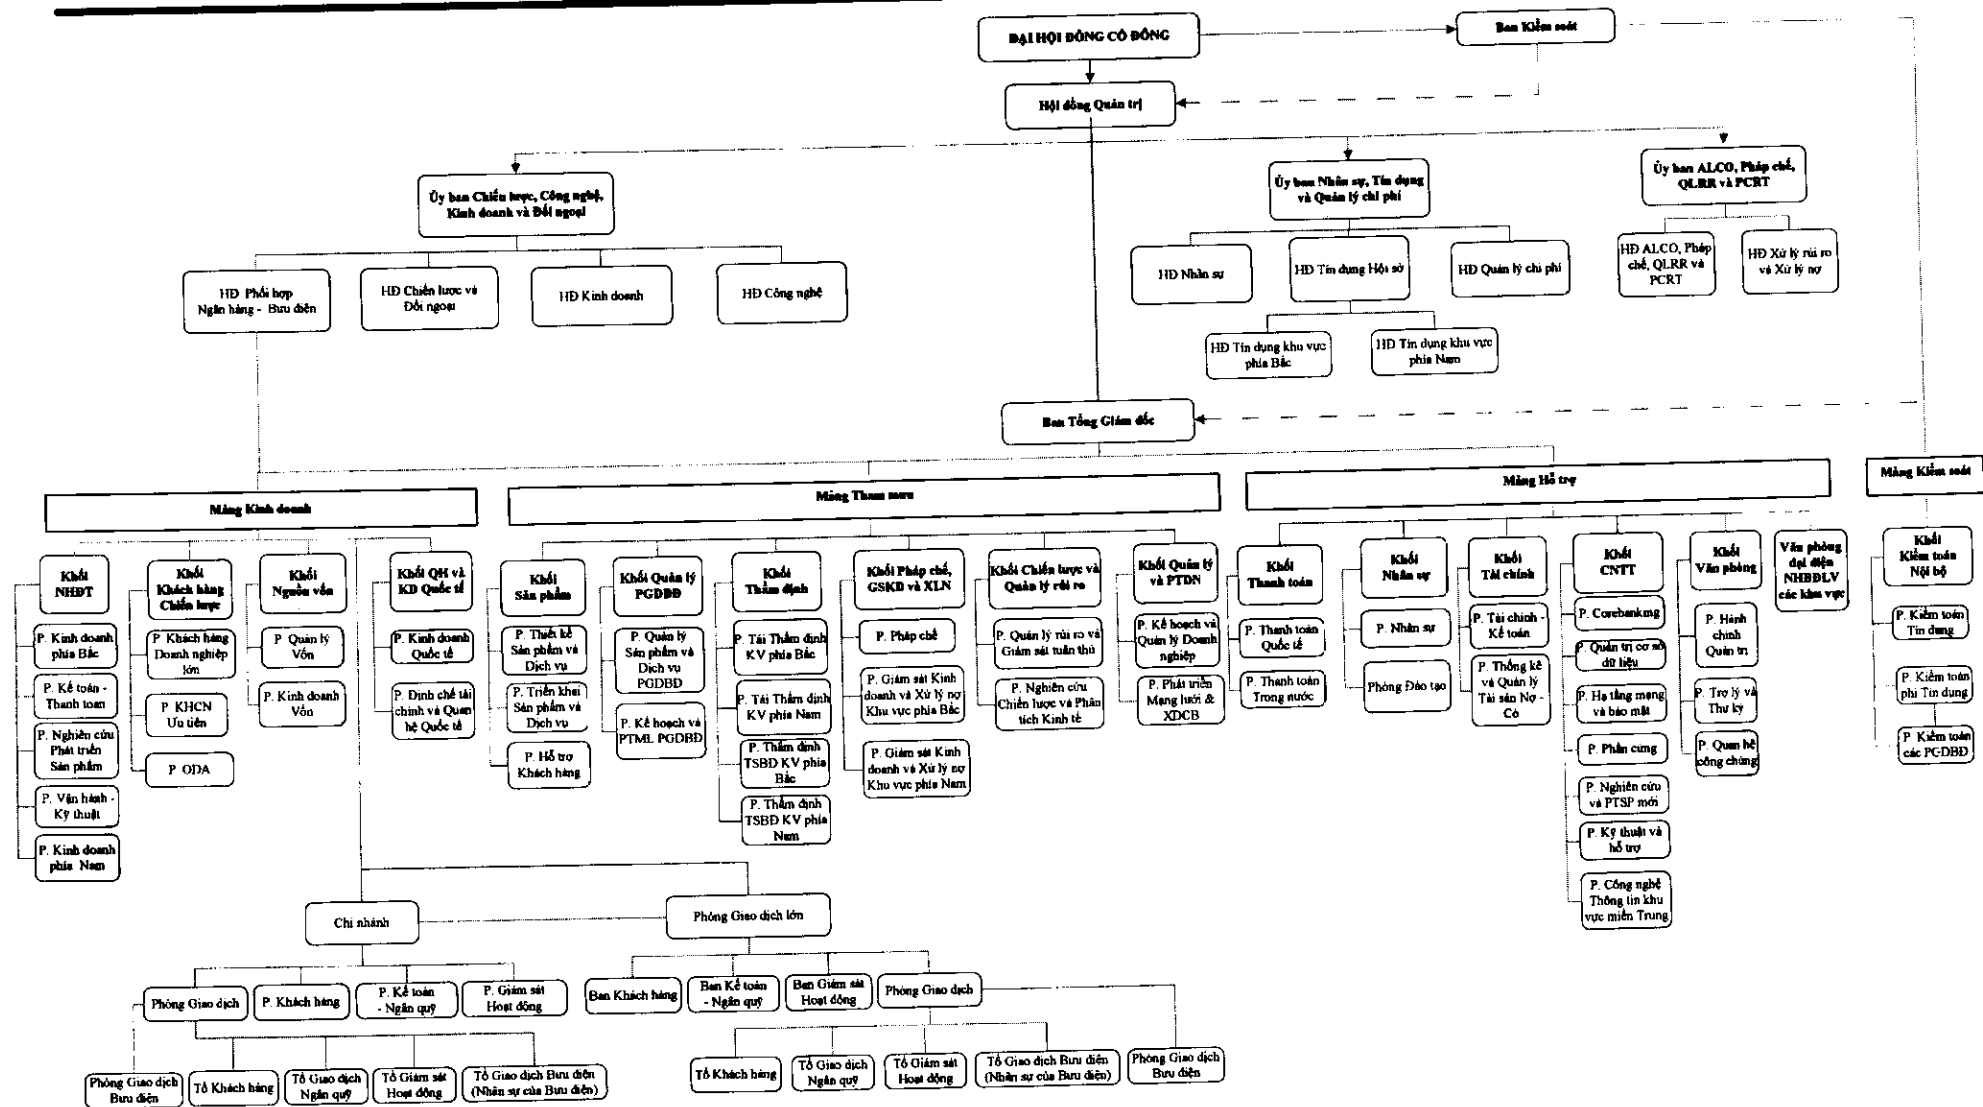 ĐẠI HỘI ĐỒNG CỔ ĐÔNG
Ban Kiểm soát
Hội đồng Quản trị
Ủy ban Chiến lược, Công nghệ,
Kinh doanh và Đối ngoại
Ủy ban Nhân sự, Tín dụng
và Quản lý chi phí
Ủy ban ALCO, Pháp chế,
QLRR và PCRT
HĐ Phối hợp
Ngân hàng - Bưu điện
HĐ Chiến lược và
Đối ngoại
HĐ Kinh doanh
HĐ Công nghệ
HĐ Nhân sự
HĐ Tín dụng Hội sở
HĐ Quản lý chi phí
HĐ ALCO, Pháp
chế, QLRR và
PCRT
HĐ Xử lý rủi ro
và Xử lý nợ
HĐ Tín dụng khu vực
phía Bắc
HĐ Tín dụng khu vực
phía Nam
Ban Tổng Giám đốc
Mảng Kinh doanh
Mảng Tham mưu
Mảng Hỗ trợ
Mảng Kiểm soát
Khối
NHĐT
P. Kinh doanh
phía Bắc
P. Kế toán -
Thanh toán
P. Nghiên cứu
Phát triển
Sản phẩm
P. Vận hành -
Kỹ thuật
P. Kinh doanh
phía Nam
Khối
Khách hàng
Chiến lược
P. Khách hàng
Doanh nghiệp
lớn
P. KHCN
Ưu tiên
P. ODA
Khối
Nguồn vốn
P. Quản lý
Vốn
P. Kinh doanh
Vốn
Khối QH và
KD Quốc tế
P. Kinh doanh
Quốc tế
P. Định chế tài
chính và Quan
hệ Quốc tế
Khối
Sản phẩm
P. Thiết kế
Sản phẩm và
Dịch vụ
P. Triển khai
Sản phẩm và
Dịch vụ
P. Hỗ trợ
Khách hàng
Khối Quản lý
PGDBĐ
P. Quản lý
Sản phẩm và
Dịch vụ
PGDBĐ
P. Kế hoạch và
PTML PGDBĐ
Khối
Thẩm định
P. Tái Thẩm định
KV phía Bắc
P. Tái Thẩm định
KV phía Nam
P. Thẩm định
TSBĐ KV phía
Bắc
P. Thẩm định
TSBĐ KV phía
Nam
Khối Pháp chế,
GSKD và XLN
P. Pháp chế
P. Giám sát Kinh
doanh và Xử lý nợ
Khu vực phía Bắc
P. Giám sát Kinh
doanh và Xử lý nợ
Khu vực phía Nam
Khối Chiến lược và
Quản lý rủi ro
P. Quản lý rủi ro và
Giám sát tuân thủ
P. Nghiên cứu
Chiến lược và Phân
tích Kinh tế
Khối Quản lý
và PTDN
P. Kế hoạch và
Quản lý Doanh
nghiệp
P. Phát triển
Mạng lưới &
XDCB
Khối
Thanh toán
P. Thanh toán
Quốc tế
P. Thanh toán
Trong nước
Khối
Nhân sự
P. Nhân sự
Phòng Đào tạo
Khối
Tài chính
P. Tài chính -
Kế toán
P. Thống kê
và Quản lý
Tài sản Nợ -
Có
Khối
CNTT
P. Corebanking
P. Quản trị cơ sở
dữ liệu
P. Hạ tầng mạng
và bảo mật
P. Phần cứng
P. Nghiên cứu
và PTSP mới
P. Kỹ thuật và
hỗ trợ
P. Công nghệ
Thông tin khu
vực miền Trung
Khối
Văn phòng
P. Hành
chính
Quản trị
P. Trợ lý và
Thư ký
P. Quan hệ
công chúng
Văn phòng
đại diện
NHBĐLV
các khu vực
Khối
Kiểm toán
Nội bộ
P. Kiểm toán
Tín dụng
P. Kiểm toán
phi Tín dụng
P. Kiểm toán
các PGDBĐ
Chi nhánh
Phòng Giao dịch lớn
Phòng Giao dịch
P. Khách hàng
P. Kế toán
- Ngân quỹ
P. Giám sát
Hoạt động
Ban Khách hàng
Ban Kế toán
- Ngân quỹ
Ban Giám sát
Hoạt động
Phòng Giao dịch
Phòng Giao dịch
Bưu điện
Tổ Khách hàng
Tổ Giao dịch
Ngân quỹ
Tổ Giám sát
Hoạt động
Tổ Giao dịch Bưu điện
(Nhân sự của Bưu điện)
Tổ Khách hàng
Tổ Giao dịch
Ngân quỹ
Tổ Giám sát
Hoạt động
Tổ Giao dịch Bưu điện
(Nhân sự của Bưu điện)
Phòng Giao dịch
Bưu điện